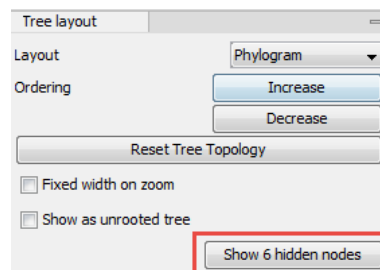 Tree layout
Layout Phylogram
Ordering Increase
Decrease
Reset Tree Topology
Fixed width on zoom
Show as unrooted tree
Show 6 hidden nodes